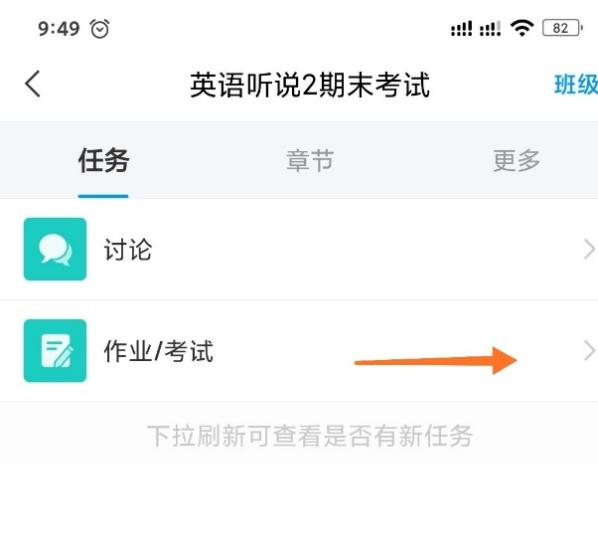 9:49
82
英语听说2期末考试
班级
任务
章节
更多
讨论
作业/考试
下拉刷新可查看是否有新任务